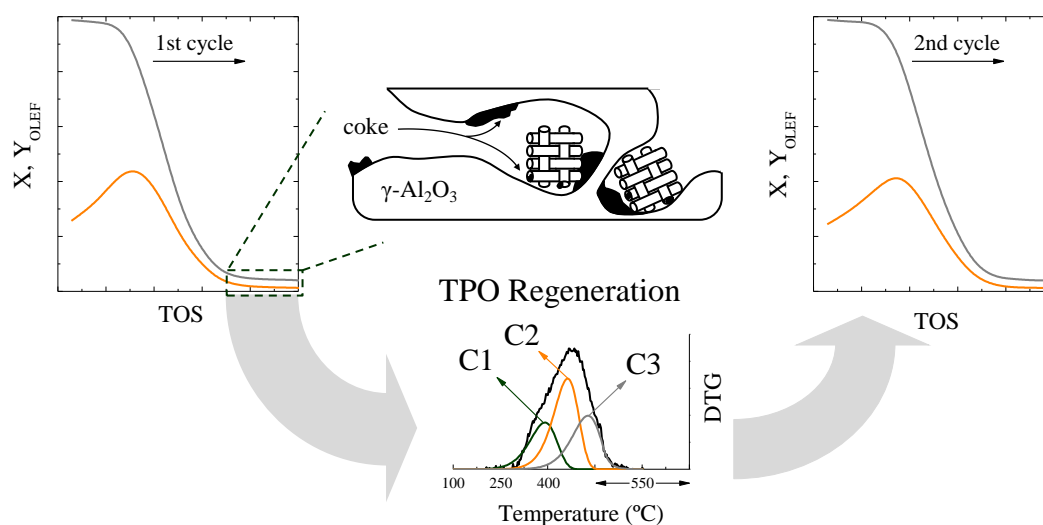 1st cycle
X, Y_OLEF
TOS
coke
γ-Al₂O₃
2nd cycle
X, Y_OLEF
TOS
TPO Regeneration
C1
C2
C3
DTG
100 250 400 550
Temperature (ºC)